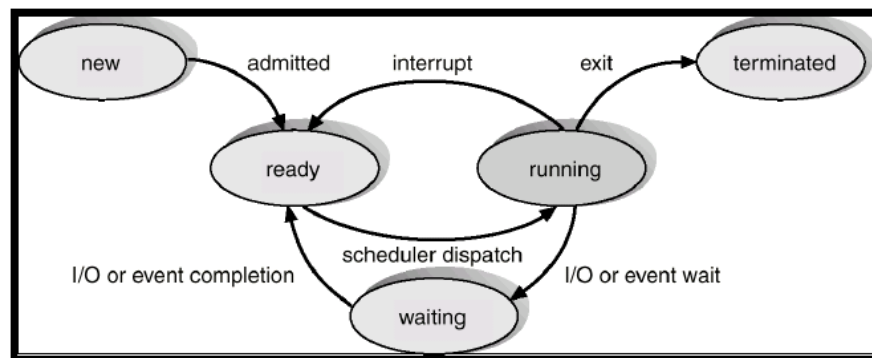 new
admitted
interrupt
exit
terminated
ready
running
scheduler dispatch
I/O or event completion
I/O or event wait
waiting